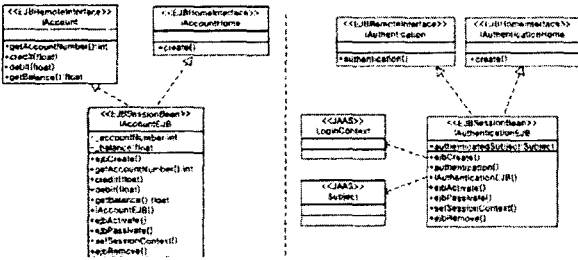 <<EJBRemoteInterface>>
IAccount
+getAccountNumber():int
+credit(float)
+debit(float)
+getBalance():float
<<EJBHomeInterface>>
IAccountHome
+create()
<<EJBSessionBean>>
IAccountEJB
-_accountNumber:int
-_balance:float
+ejbCreate()
+getAccountNumber():int
+credit(float)
+debit(float)
+getBalance():float
+IAccountEJB()
+ejbActivate()
+ejbPassivate()
+setSessionContext()
+ejbRemove()
<<EJBRemoteInterface>>
IAuthentication
+authentication()
<<EJBHomeInterface>>
IAuthenticationHome
+create()
<<JAAS>>
LoginContext
<<JAAS>>
Subject
<<EJBSessionBean>>
IAuthenticationEJB
+authenticatedSubject:Subject
+ejbCreate()
+authentication()
+IAuthenticationEJB()
+ejbActivate()
+ejbPassivate()
+setSessionContext()
+ejbRemove()